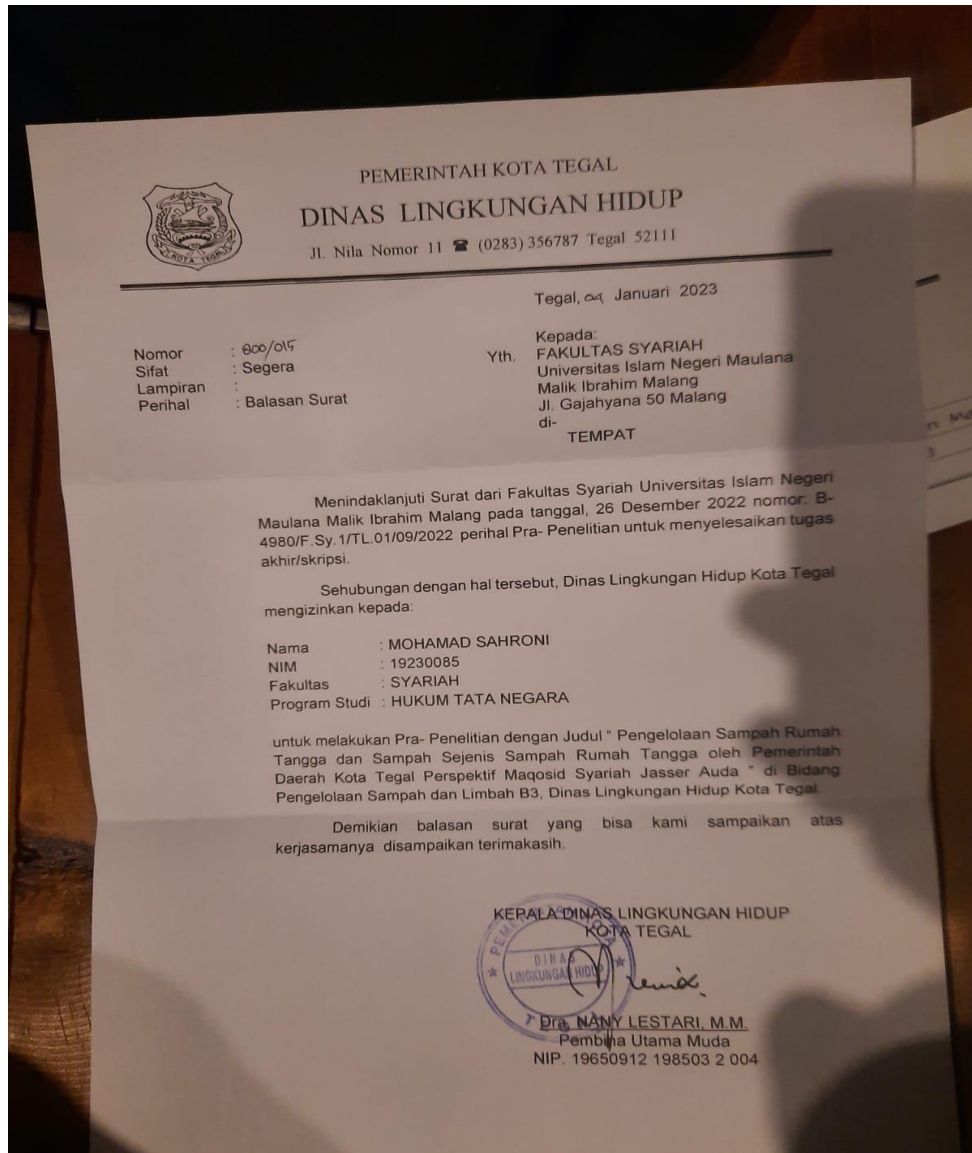 PEMERINTAH KOTA TEGAL
DINAS LINGKUNGAN HIDUP
Jl. Nila Nomor 11 ☎ (0283) 356787 Tegal 52111
KOTA TEGAL
Tegal, 09 Januari 2023
Nomor : 800/015
Sifat : Segera
Lampiran :
Perihal : Balasan Surat
Kepada:
Yth. FAKULTAS SYARIAH
Universitas Islam Negeri Maulana
Malik Ibrahim Malang
Jl. Gajahyana 50 Malang
di-
TEMPAT
Menindaklanjuti Surat dari Fakultas Syariah Universitas Islam Negeri
Maulana Malik Ibrahim Malang pada tanggal, 26 Desember 2022 nomor: B-
4980/F.Sy.1/TL.01/09/2022 perihal Pra- Penelitian untuk menyelesaikan tugas
akhir/skripsi.
Sehubungan dengan hal tersebut, Dinas Lingkungan Hidup Kota Tegal
mengizinkan kepada:
Nama : MOHAMAD SAHRONI
NIM : 19230085
Fakultas : SYARIAH
Program Studi : HUKUM TATA NEGARA
untuk melakukan Pra- Penelitian dengan Judul “ Pengelolaan Sampah Rumah
Tangga dan Sampah Sejenis Sampah Rumah Tangga oleh Pemerintah
Daerah Kota Tegal Perspektif Maqosid Syariah Jasser Auda ” di Bidang
Pengelolaan Sampah dan Limbah B3, Dinas Lingkungan Hidup Kota Tegal.
Demikian balasan surat yang bisa kami sampaikan atas
kerjasamanya disampaikan terimakasih.
KEPALA DINAS LINGKUNGAN HIDUP
KOTA TEGAL
PEMERINTAH KOTA
DINAS
LINGKUNGAN HIDUP
TEGAL
Dra. NANY LESTARI, M.M.
Pembina Utama Muda
NIP. 19650912 198503 2 004